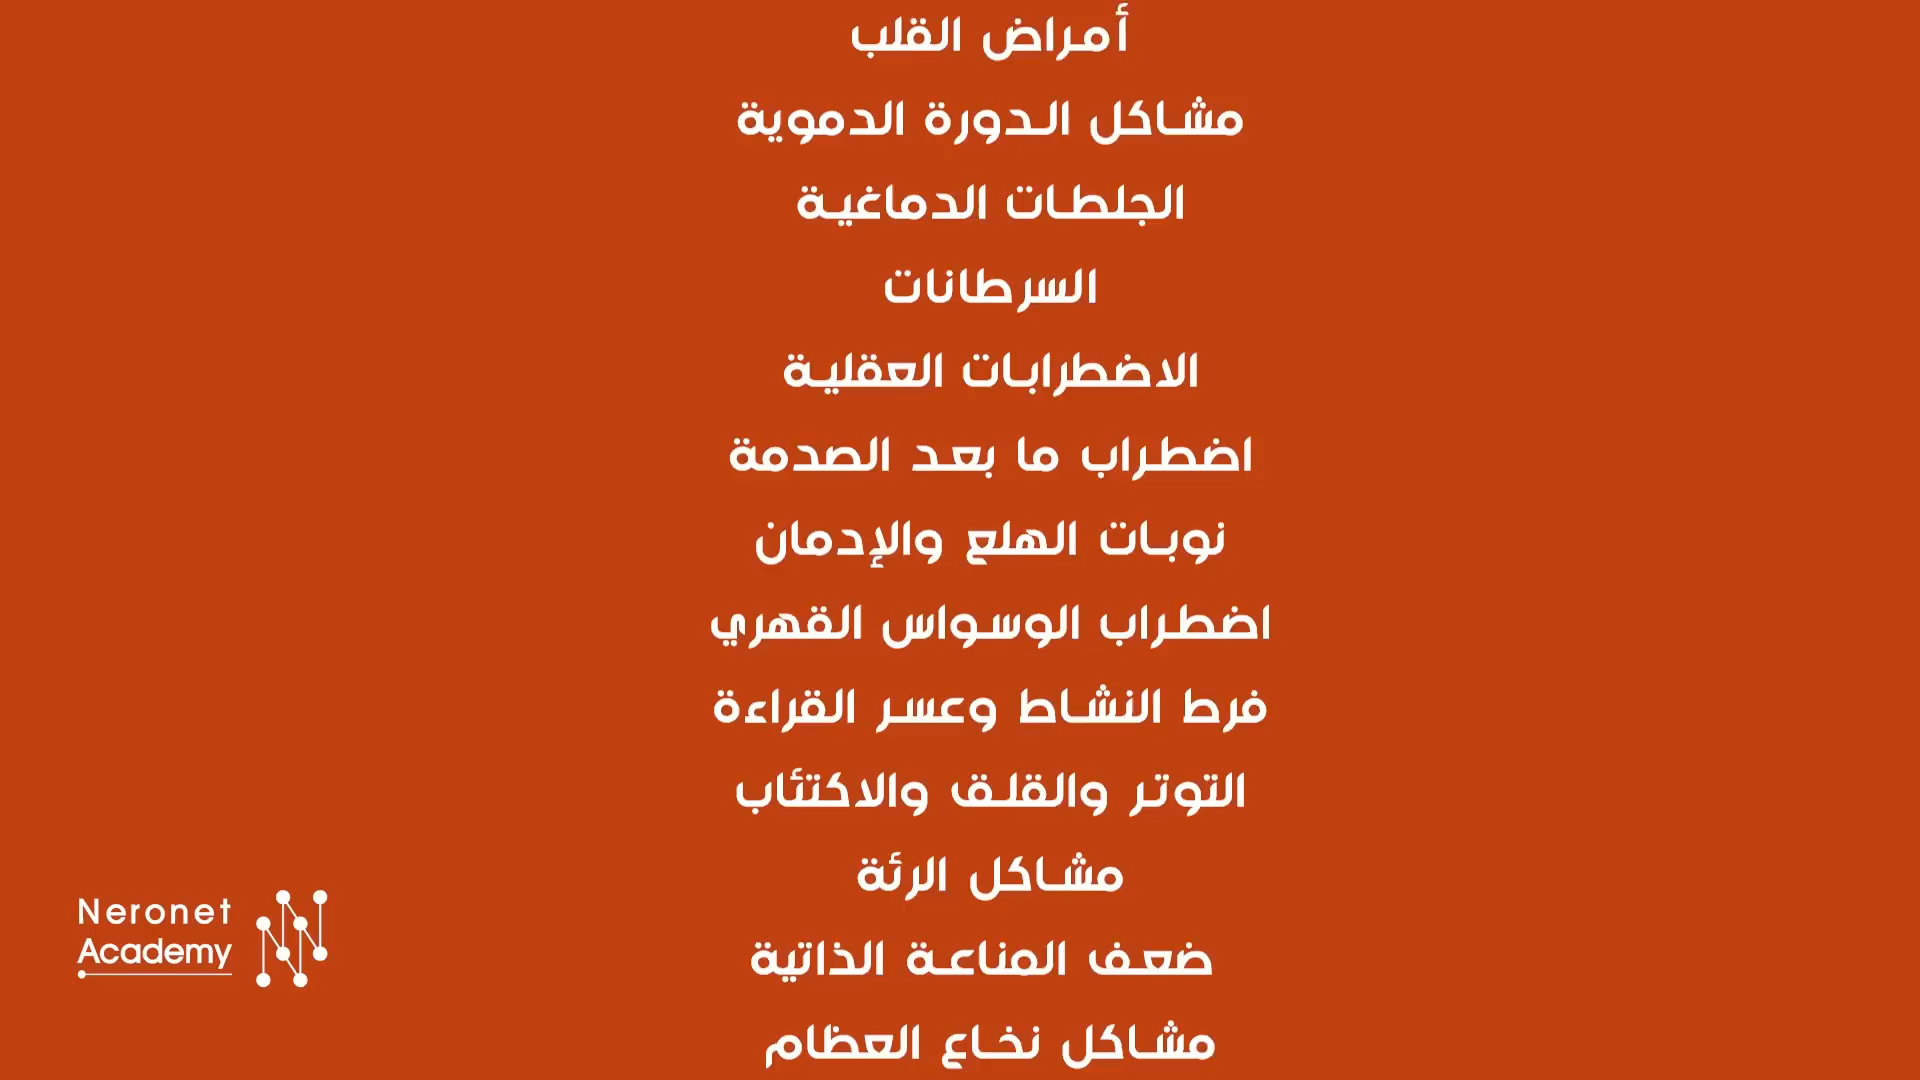 أمراض القلب
مشاكل الدورة الدموية
الجلطات الدماغية
السرطانات
الاضطرابات العقلية
اضطراب ما بعد الصدمة
نوبات الهلع والإدمان
اضطراب الوسواس القهري
فرط النشاط وعسر القراءة
التوتر والقلق والاكتئاب
مشاكل الرئة
ضعف المناعة الذاتية
مشاكل نخاع العظام
Neronet
Academy